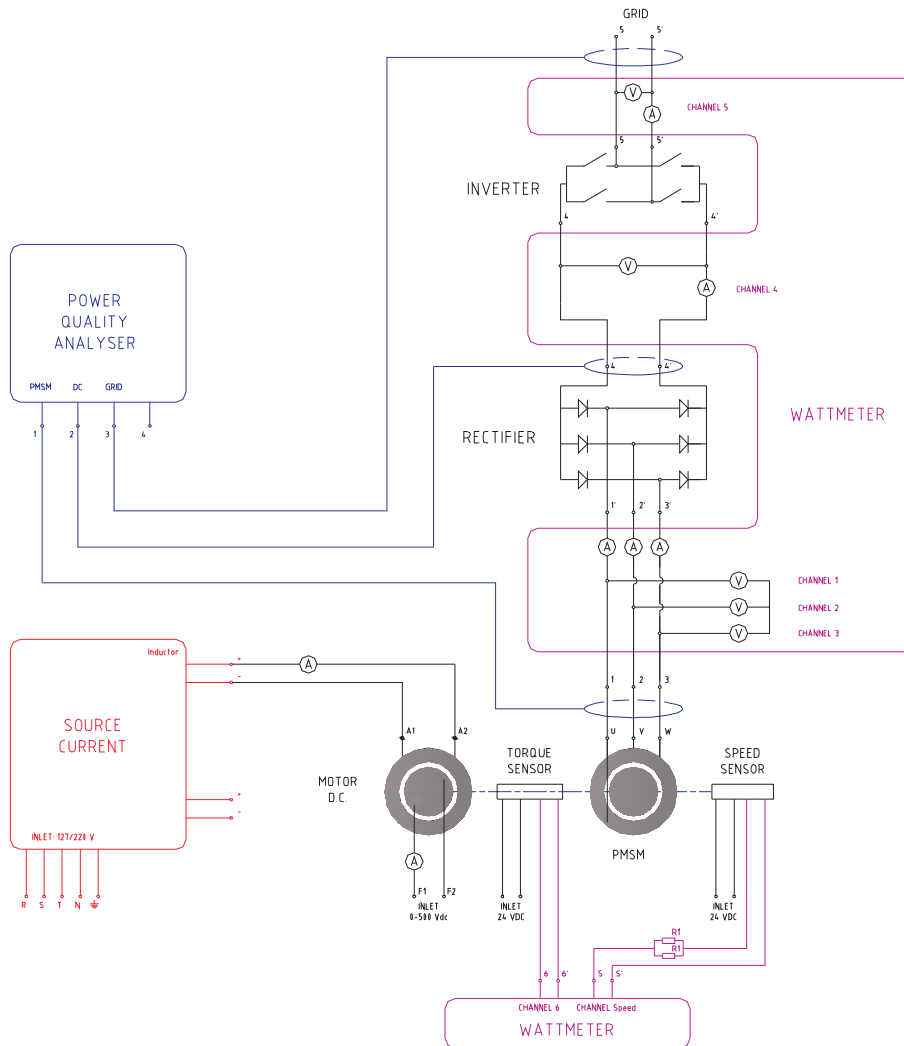 GRID
5 5'
V
A
CHANNEL 5
5 5'
INVERTER
4 4'
V
A
CHANNEL 4
POWER
QUALITY
ANALYSER
PMSM DC GRID
1 2 3 4
4 4'
RECTIFIER
WATTMETER
1' 2' 3'
A A A
V CHANNEL 1
V CHANNEL 2
V CHANNEL 3
Inductor
+
-
A
SOURCE
CURRENT
+
-
INLET: 127/220 V
R S T N
1 2 3
U V W
A1 A2
MOTOR
D.C.
TORQUE
SENSOR
SPEED
SENSOR
PMSM
A
F1 F2
INLET
0-500 Vdc
INLET
24 VDC
INLET
24 VDC
R1
R1
6 6' S S'
CHANNEL 6 CHANNEL Speed
WATTMETER